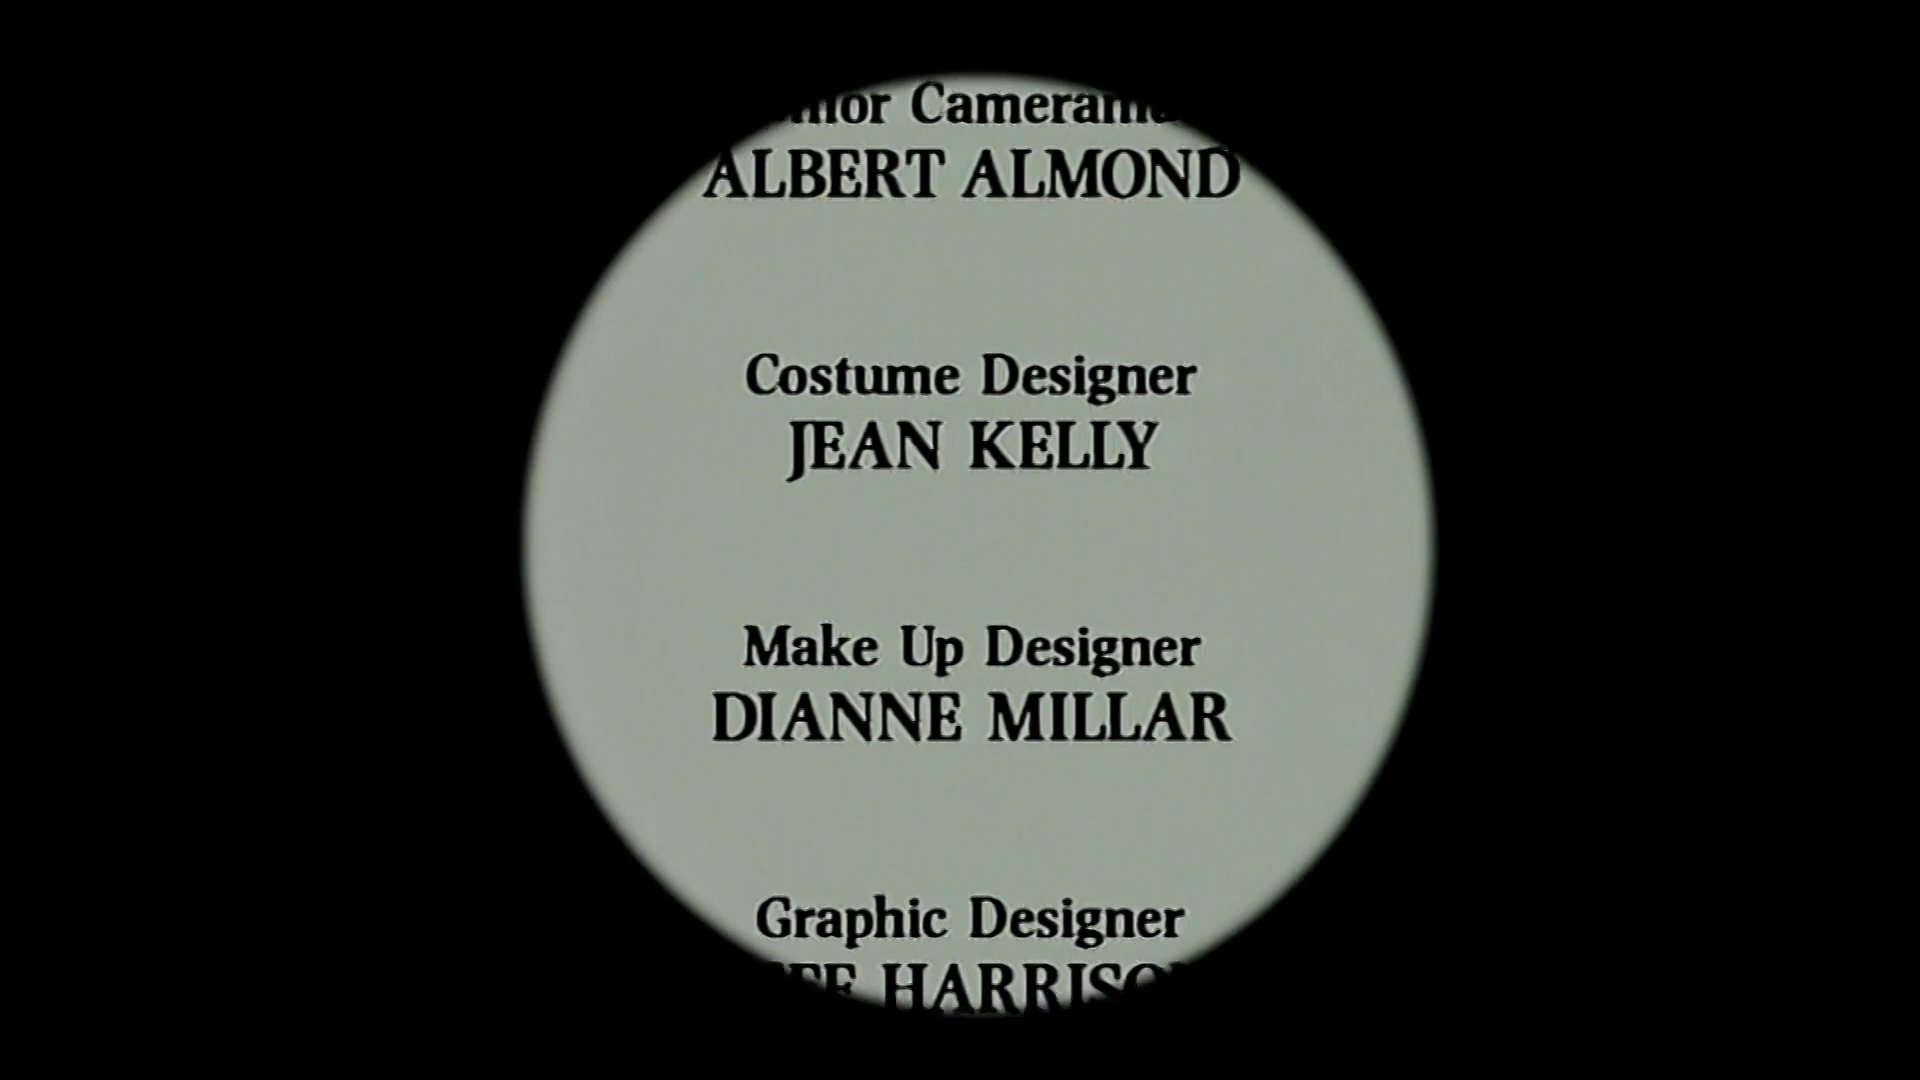 ALBERT ALMOND
Costume Designer
JEAN KELLY
Make Up Designer
DIANNE MILLAR
Graphic Designer